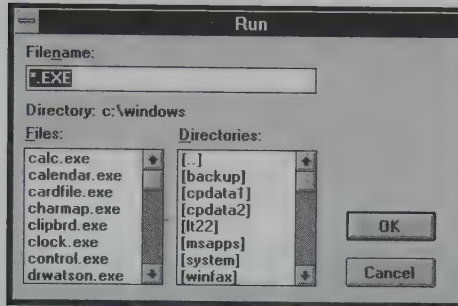 Run
Filename:
*.EXE
Directory: c:\windows
Files:
calc.exe
calendar.exe
cardfile.exe
charmap.exe
clipbrd.exe
clock.exe
control.exe
drwatson.exe
Directories:
[..]
[backup]
[cpdata1]
[cpdata2]
[lt22]
[msapps]
[system]
[winfax]
OK
Cancel